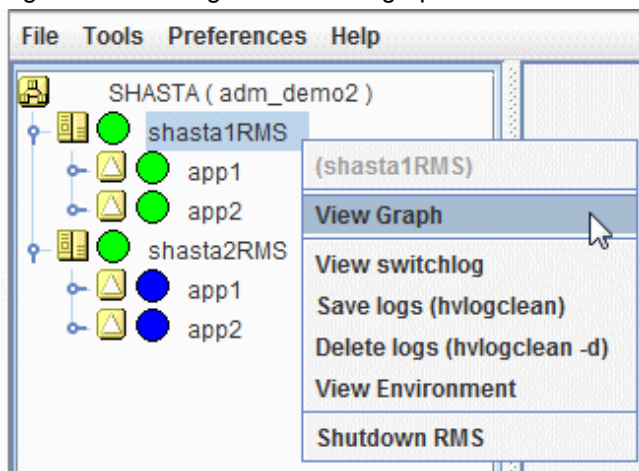 File Tools Preferences Help
SHASTA ( adm_demo2 )
shasta1RMS
app1
app2
shasta2RMS
app1
app2
(shasta1RMS)
View Graph
View switchlog
Save logs (hvlogclean)
Delete logs (hvlogclean -d)
View Environment
Shutdown RMS